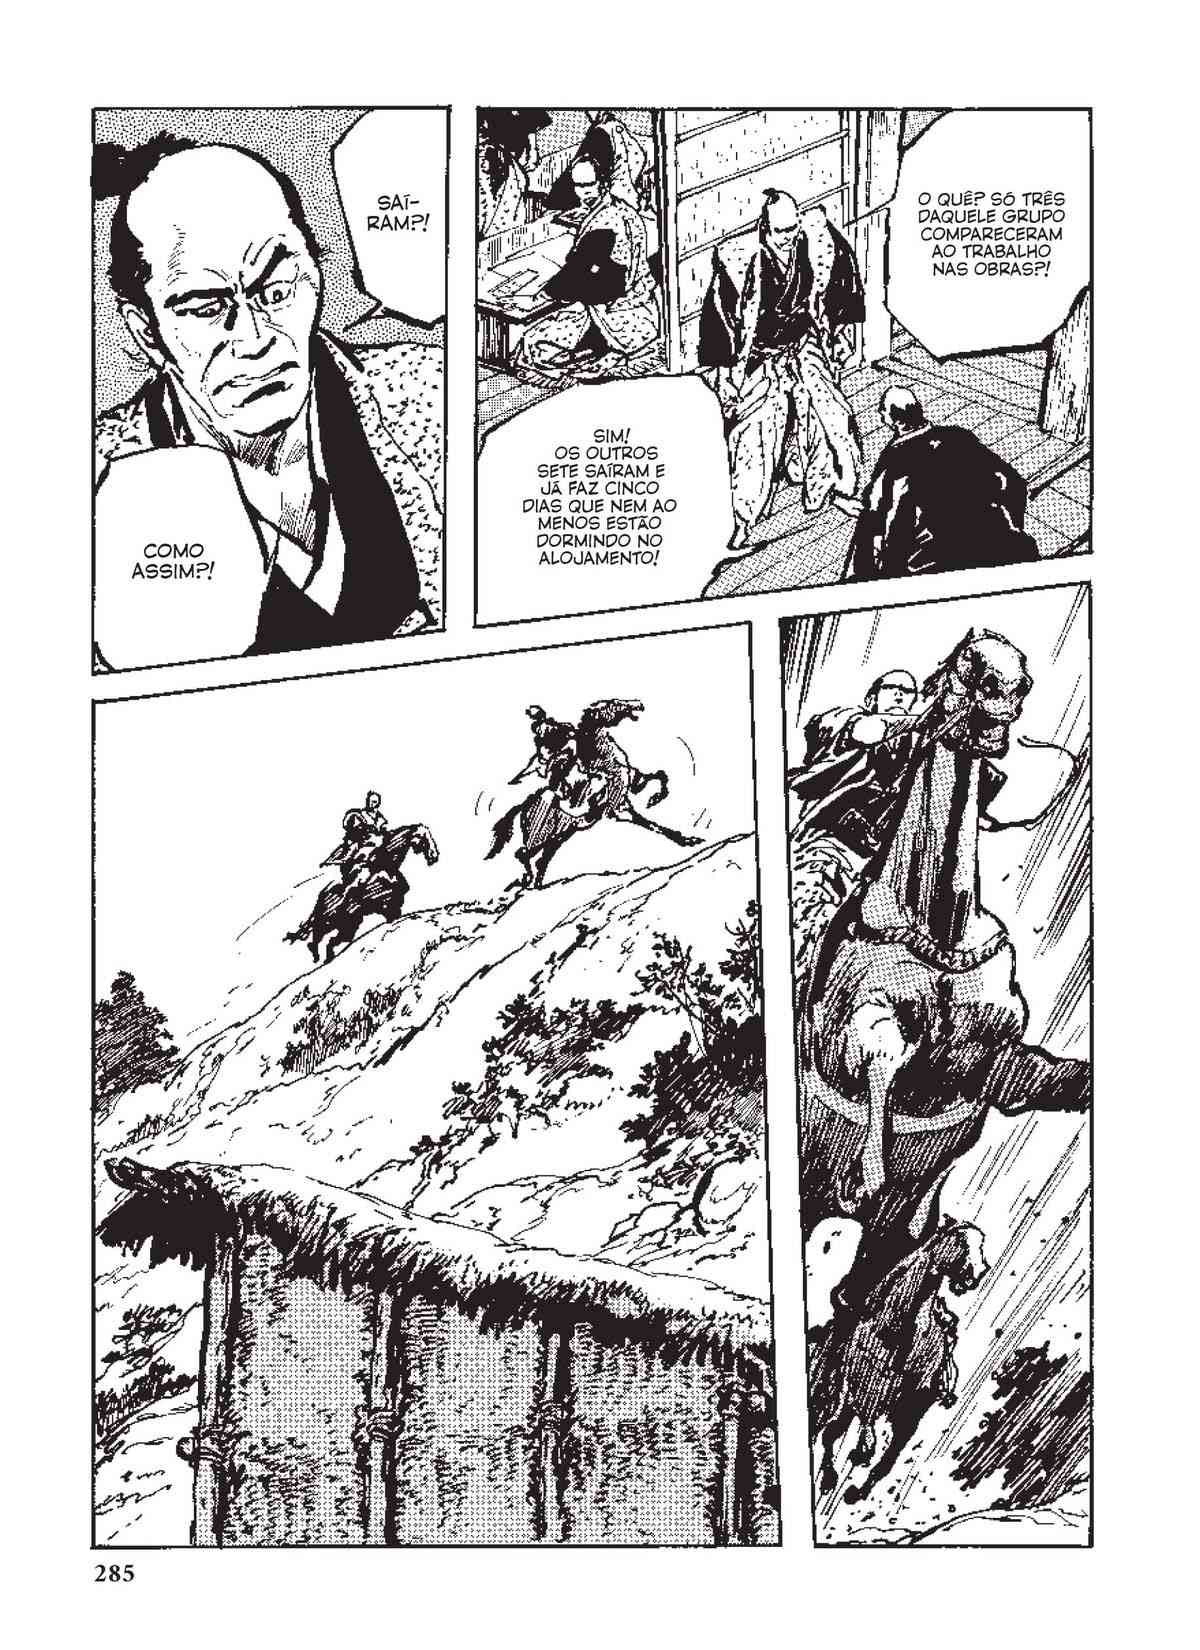 O QUÊ? SÓ TRÊS
DAQUELE GRUPO
COMPARECERAM
AO TRABALHO
NAS OBRAS?!
SIM!
OS OUTROS
SETE SAÍRAM E
JÁ FAZ CINCO
DIAS QUE NEM AO
MENOS ESTÃO
DORMINDO NO
ALOJAMENTO!
SAÍ-
RAM?!
COMO
ASSIM?!
285